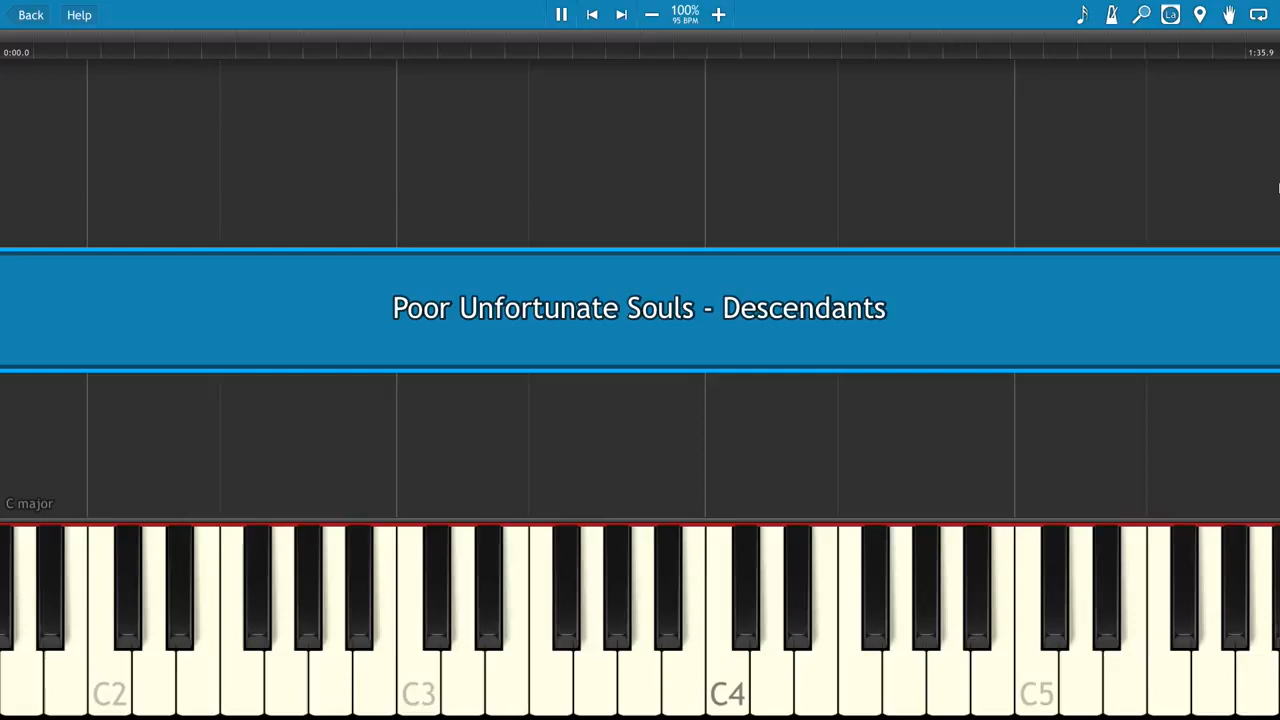 Back Help 100%
95 BPM La
0:00.0 1:35.9
Poor Unfortunate Souls - Descendants
C major
C2 C3 C4 C5